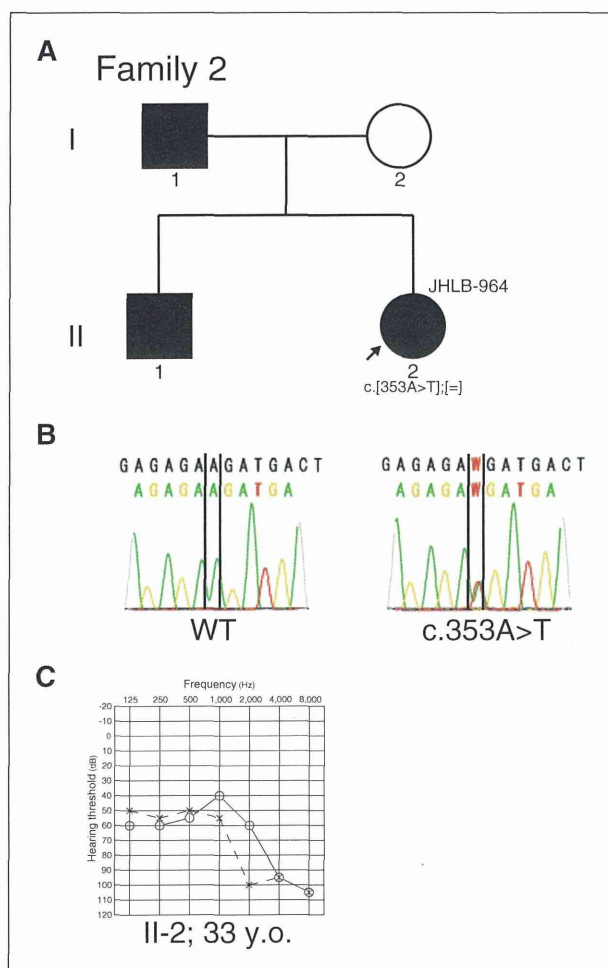 A
Family 2
I
1
2
JHLB-964
II
1
2
c.[353A>T];[=]
B
GAGAGAAGATGACT
AGAGAAGATGA
WT
GAGAGAWGATGACT
AGAGAWGATGA
c.353A>T
C
Frequency (Hz)
125 250 500 1,000 2,000 4,000 8,000
Hearing threshold (dB)
-20
-10
0
10
20
30
40
50
60
70
80
90
100
110
120
II-2; 33 y.o.